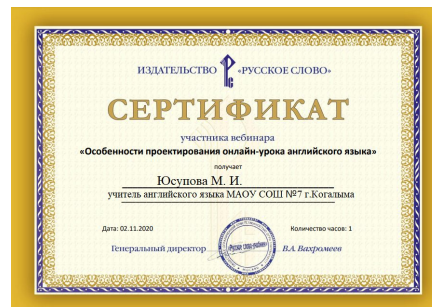 ИЗДАТЕЛЬСТВО «РУССКОЕ СЛОВО»
СЕРТИФИКАТ
участника вебинара
«Особенности проектирования онлайн-урока английского языка»
получает
Юсупова М. И.
учитель английского языка МАОУ СОШ №7 г.Когалыма
Дата: 02.11.2020 Количество часов: 1
Генеральный директор В.А. Вахромеев